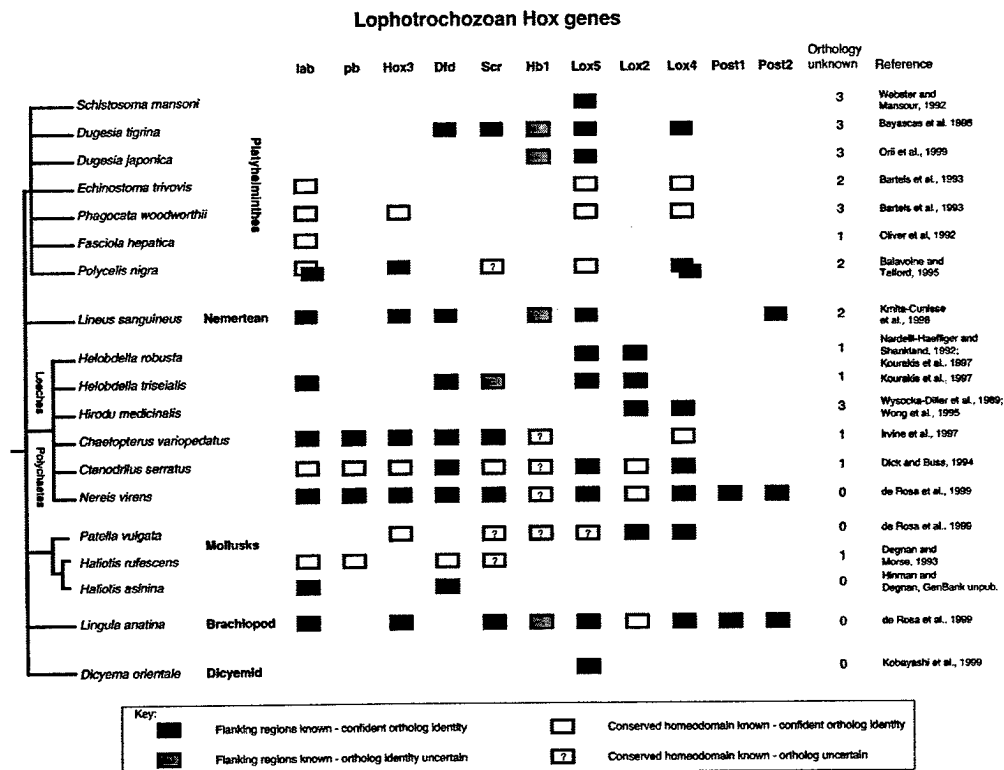 Lophotrochozoan Hox genes
lab pb Hox3 Dfd Scr Hb1 Lox5 Lox2 Lox4 Post1 Post2 Orthology unknown Reference
Platyhelminthes
Schistosoma mansoni 3 Webster and Mansour, 1992
Dugesia tigrina 3 Bayascas et al. 1998
Dugesia japonica 3 Orii et al., 1999
Echinostoma trivovis 2 Bartels et al., 1993
Phagocata woodworthii 3 Bartels et al., 1993
Fasciola hepatica 1 Oliver et al, 1992
Polycelis nigra ? 2 Balavoine and Telford, 1995
Lineus sanguineus Nemertean 2 Kmita-Cunisse et al., 1998
Leeches
Helobdella robusta 1 Nardelli-Haefliger and Shankland, 1992; Kourakis et al.. 1997
Helobdella triseialis 1 Kourakis et al., 1997
Hirodu medicinalis 3 Wysocka-Diller et al., 1989; Wong et al., 1995
Polychaetes
Chaetopterus variopedatus ? 1 Irvine et al., 1997
Ctenodrilus serratus ? 1 Dick and Buss, 1994
Nereis virens ? 0 de Rosa et al., 1999
Mollusks
Patella vulgata ? ? ? 0 de Rosa et al.. 1999
Haliotis rufescens ? 1 Degnan and Morse, 1993
Haliotis asinina 0 Hinman and Degnan, GenBank unpub.
Lingula anatina Brachiopod 0 de Rosa et al.. 1999
Dicyema orientale Dicyemid 0 Kobayashi et al., 1999
Key:
Flanking regions known - confident ortholog identity
Conserved homeodomain known - confident ortholog identity
Flanking regions known - ortholog identity uncertain
? Conserved homeodomain known - ortholog uncertain